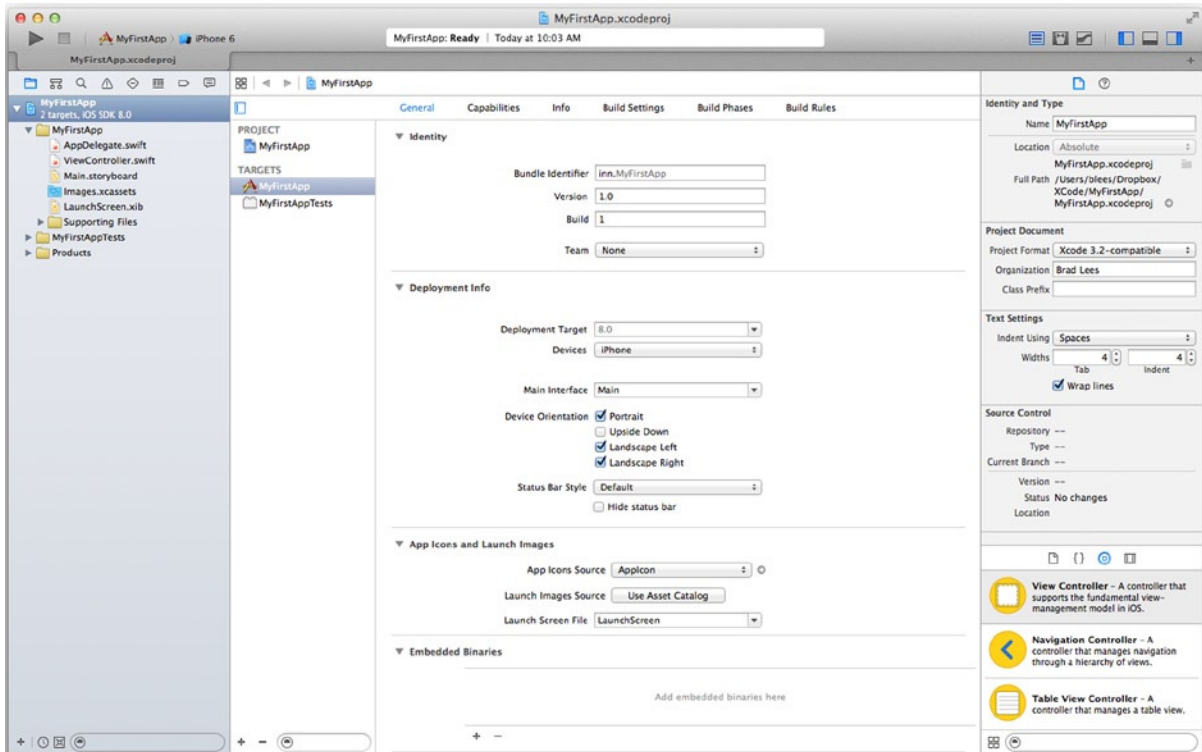 MyFirstApp.xcodeproj
MyFirstApp
iPhone 6
MyFirstApp: Ready | Today at 10:03 AM
MyFirstApp.xcodeproj
MyFirstApp
2 targets, iOS SDK 8.0
MyFirstApp
AppDelegate.swift
ViewController.swift
Main.storyboard
Images.xcassets
LaunchScreen.xib
Supporting Files
MyFirstAppTests
Products
MyFirstApp
PROJECT
MyFirstApp
TARGETS
MyFirstApp
MyFirstAppTests
General Capabilities Info Build Settings Build Phases Build Rules
Identity
Bundle Identifier inn.MyFirstApp
Version 1.0
Build 1
Team None
Deployment Info
Deployment Target 8.0
Devices iPhone
Main Interface Main
Device Orientation Portrait
Upside Down
Landscape Left
Landscape Right
Status Bar Style Default
Hide status bar
App Icons and Launch Images
App Icons Source AppIcon
Launch Images Source Use Asset Catalog
Launch Screen File LaunchScreen
Embedded Binaries
Add embedded binaries here
Identity and Type
Name MyFirstApp
Location Absolute
MyFirstApp.xcodeproj
Full Path /Users/blees/Dropbox/
XCode/MyFirstApp/
MyFirstApp.xcodeproj
Project Document
Project Format Xcode 3.2-compatible
Organization Brad Lees
Class Prefix
Text Settings
Indent Using Spaces
Widths 4 4
Tab Indent
Wrap lines
Source Control
Repository --
Type --
Current Branch --
Version --
Status No changes
Location
View Controller - A controller that
supports the fundamental view-
management model in iOS.
Navigation Controller - A
controller that manages navigation
through a hierarchy of views.
Table View Controller - A
controller that manages a table view.